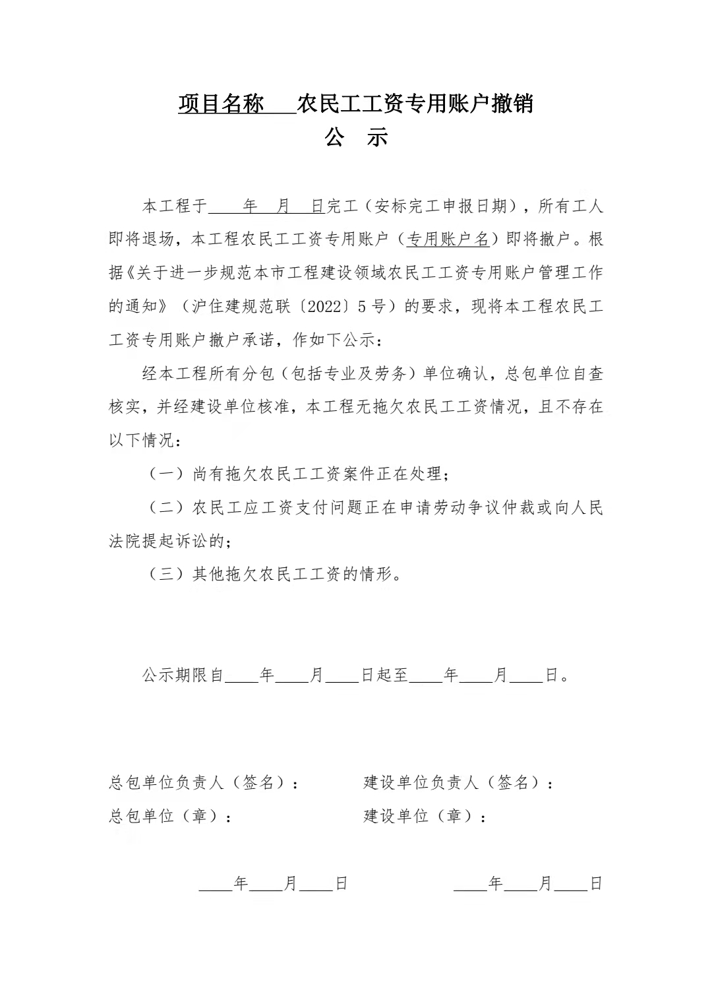 项目名称___农民工工资专用账户撤销
公 示
本工程于____年__月__日完工（安标完工申报日期），所有工人
即将退场，本工程农民工工资专用账户（专用账户名）即将撤户。根
据《关于进一步规范本市工程建设领域农民工工资专用账户管理工作
的通知》（沪住建规范联〔2022〕5号）的要求，现将本工程农民工
工资专用账户撤户承诺，作如下公示：
经本工程所有分包（包括专业及劳务）单位确认，总包单位自查
核实，并经建设单位核准，本工程无拖欠农民工工资情况，且不存在
以下情况：
（一）尚有拖欠农民工工资案件正在处理；
（二）农民工应工资支付问题正在申请劳动争议仲裁或向人民
法院提起诉讼的；
（三）其他拖欠农民工工资的情形。
公示期限自____年____月____日起至____年____月____日。
总包单位负责人（签名）： 建设单位负责人（签名）：
总包单位（章）： 建设单位（章）：
____年____月____日 ____年____月____日